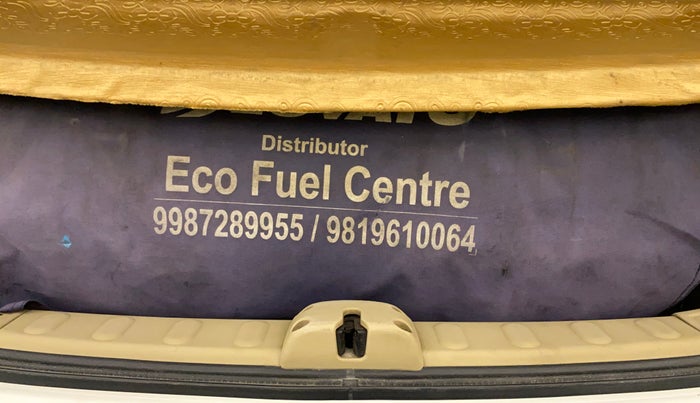 Distributor
Eco Fuel Centre
9987289955 / 9819610064